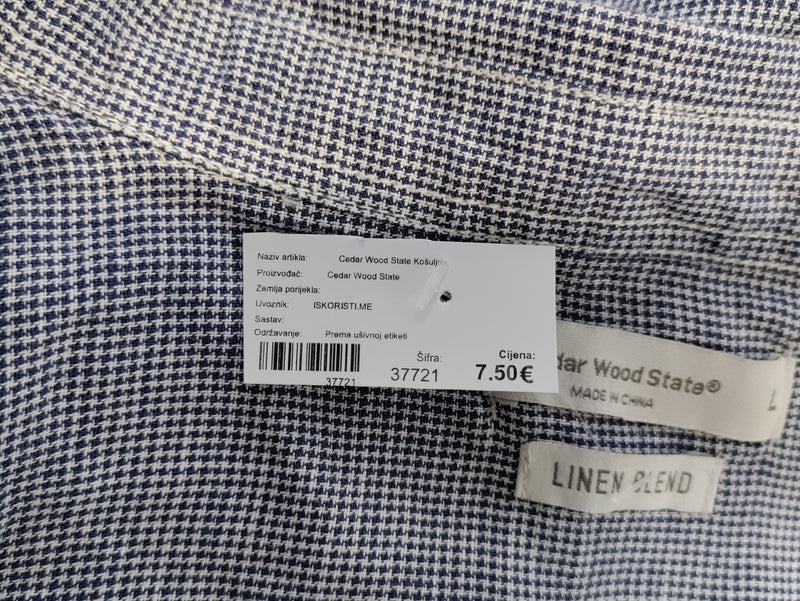 Naziv artikla: Cedar Wood State Košulja
Proizvođač: Cedar Wood State
Zemlja porijekla:
Uvoznik: ISKORISTI.ME
Sastav:
Održavanje: Prema ušivnoj etiketi
37721
Šifra:
37721
Cijena:
7.50€
dar Wood State®
MADE IN CHINA
L
LINEN BLEND